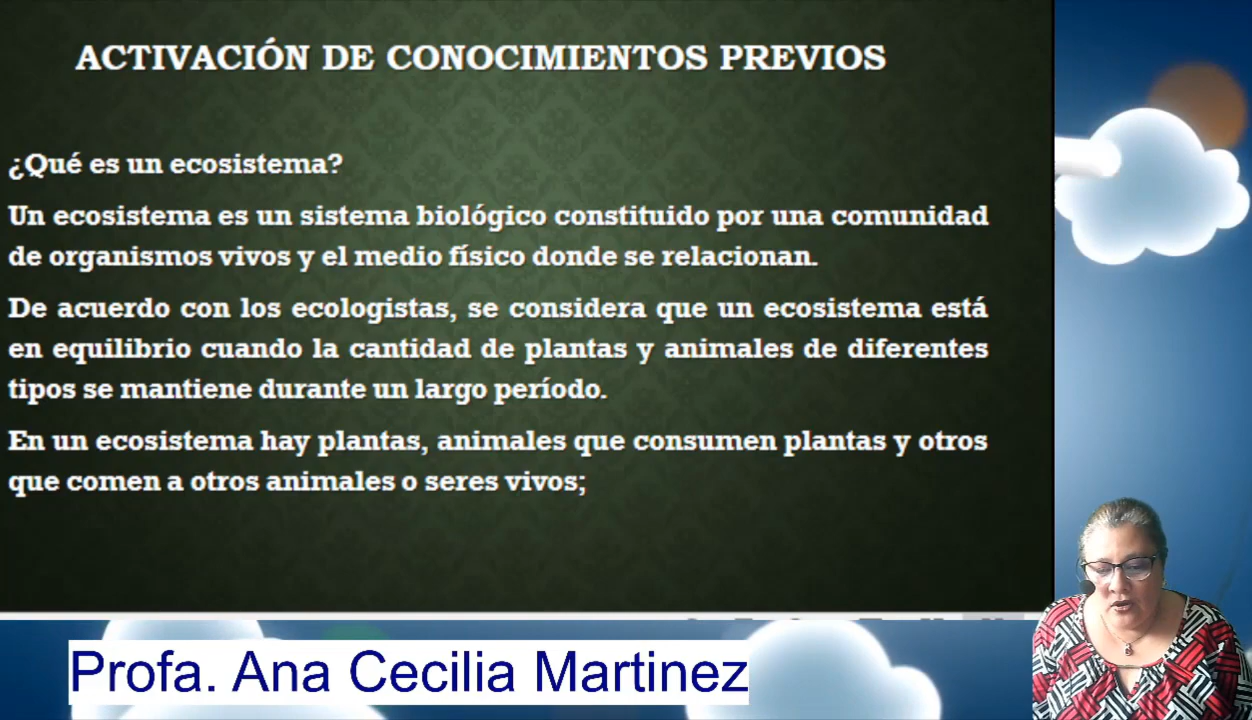 ACTIVACIÓN DE CONOCIMIENTOS PREVIOS
¿Qué es un ecosistema?
Un ecosistema es un sistema biológico constituido por una comunidad
de organismos vivos y el medio físico donde se relacionan.
De acuerdo con los ecologistas, se considera que un ecosistema está
en equilibrio cuando la cantidad de plantas y animales de diferentes
tipos se mantiene durante un largo período.
En un ecosistema hay plantas, animales que consumen plantas y otros
que comen a otros animales o seres vivos;
Profa. Ana Cecilia Martinez